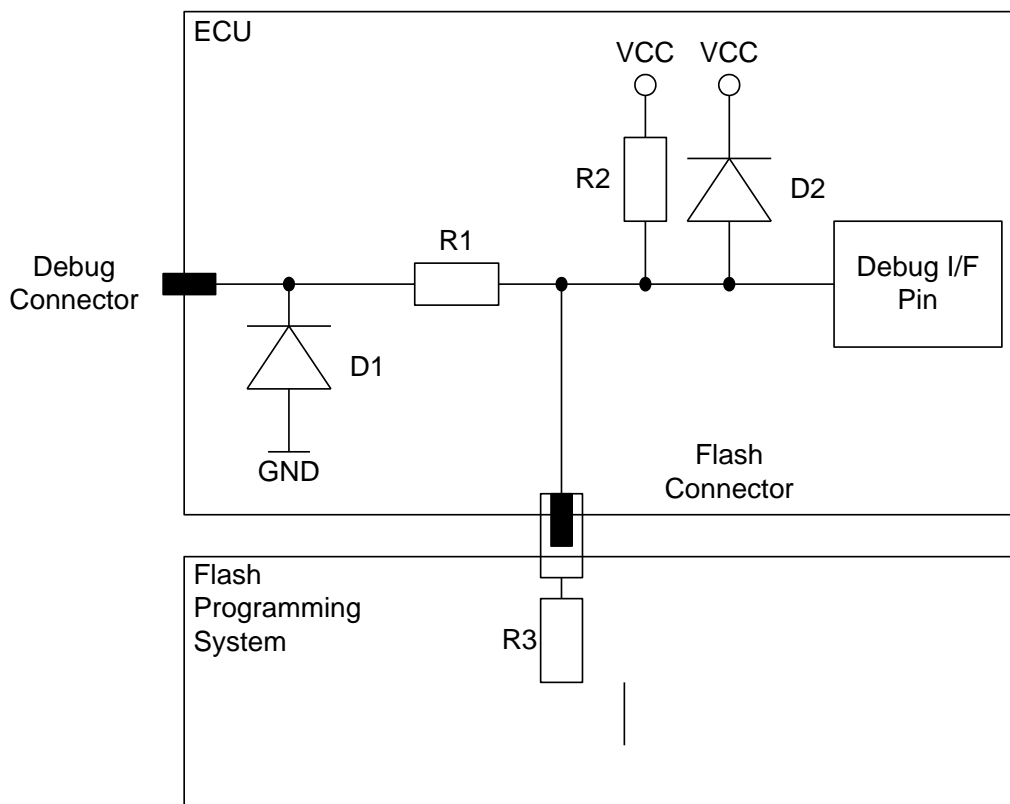 ECU
VCC
VCC
R2
D2
R1
Debug
Connector
Debug I/F
Pin
D1
GND
Flash
Connector
Flash
Programming
System
R3